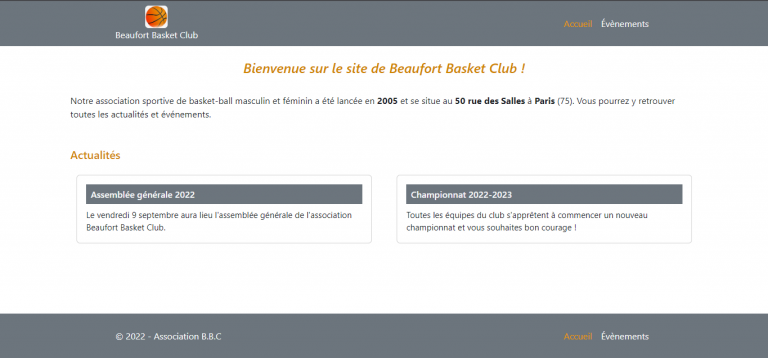 Beaufort Basket Club
Accueil Évènements
Bienvenue sur le site de Beaufort Basket Club !
Notre association sportive de basket-ball masculin et féminin a été lancée en 2005 et se situe au 50 rue des Salles à Paris (75). Vous pourrez y retrouver
toutes les actualités et événements.
Actualités
Assemblée générale 2022
Le vendredi 9 septembre aura lieu l'assemblée générale de l'association
Beaufort Basket Club.
Championnat 2022-2023
Toutes les équipes du club s'apprêtent à commencer un nouveau
championnat et vous souhaites bon courage !
© 2022 - Association B.B.C
Accueil Évènements